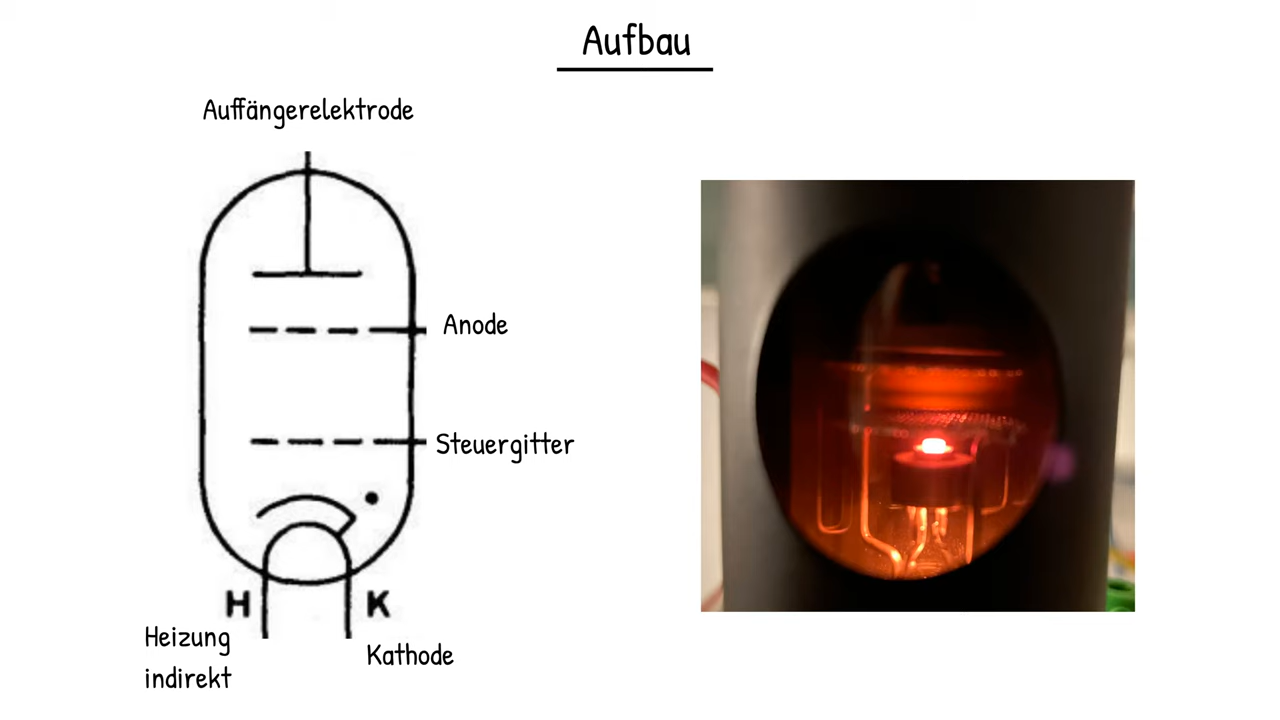 Aufbau
Auffängerelektrode
Anode
Steuergitter
H
K
Heizung
indirekt
Kathode